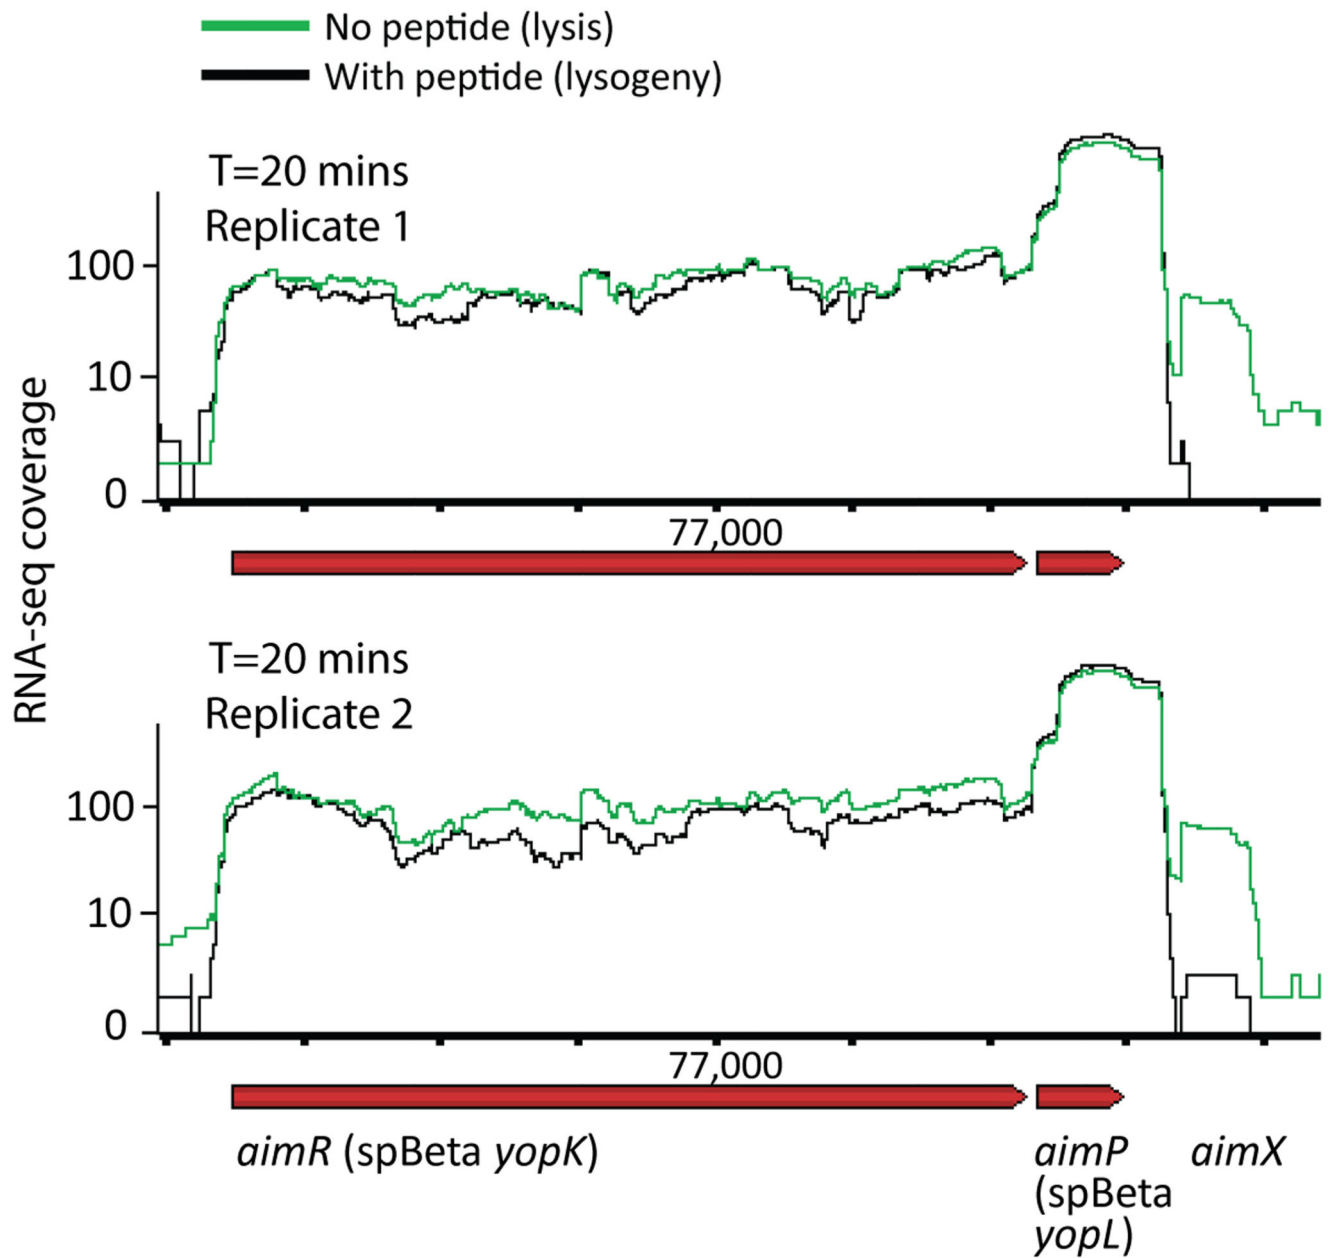 No peptide (lysis)
With peptide (lysogeny)
T=20 mins
Replicate 1
100
10
0
77,000
RNA-seq coverage
T=20 mins
Replicate 2
100
10
0
77,000
aimR (spBeta yopK)
aimP
(spBeta
yopL)
aimX